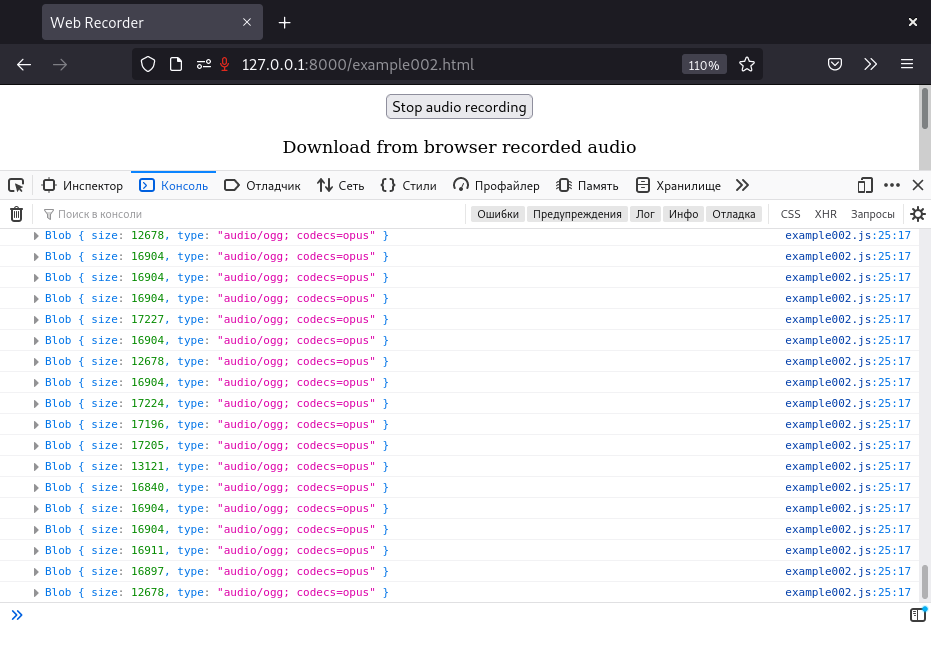 Web Recorder
127.0.0.1:8000/example002.html 110%
Stop audio recording
Download from browser recorded audio
Инспектор Консоль Отладчик Сеть Стили Профайлер Память Хранилище
Поиск в консоли Ошибки Предупреждения Лог Инфо Отладка CSS XHR Запросы
Blob { size: 12678, type: "audio/ogg; codecs=opus" } example002.js:25:17
Blob { size: 16904, type: "audio/ogg; codecs=opus" } example002.js:25:17
Blob { size: 16904, type: "audio/ogg; codecs=opus" } example002.js:25:17
Blob { size: 16904, type: "audio/ogg; codecs=opus" } example002.js:25:17
Blob { size: 17227, type: "audio/ogg; codecs=opus" } example002.js:25:17
Blob { size: 16904, type: "audio/ogg; codecs=opus" } example002.js:25:17
Blob { size: 12678, type: "audio/ogg; codecs=opus" } example002.js:25:17
Blob { size: 16904, type: "audio/ogg; codecs=opus" } example002.js:25:17
Blob { size: 17224, type: "audio/ogg; codecs=opus" } example002.js:25:17
Blob { size: 17196, type: "audio/ogg; codecs=opus" } example002.js:25:17
Blob { size: 17205, type: "audio/ogg; codecs=opus" } example002.js:25:17
Blob { size: 13121, type: "audio/ogg; codecs=opus" } example002.js:25:17
Blob { size: 16840, type: "audio/ogg; codecs=opus" } example002.js:25:17
Blob { size: 16904, type: "audio/ogg; codecs=opus" } example002.js:25:17
Blob { size: 16904, type: "audio/ogg; codecs=opus" } example002.js:25:17
Blob { size: 16911, type: "audio/ogg; codecs=opus" } example002.js:25:17
Blob { size: 16897, type: "audio/ogg; codecs=opus" } example002.js:25:17
Blob { size: 12678, type: "audio/ogg; codecs=opus" } example002.js:25:17